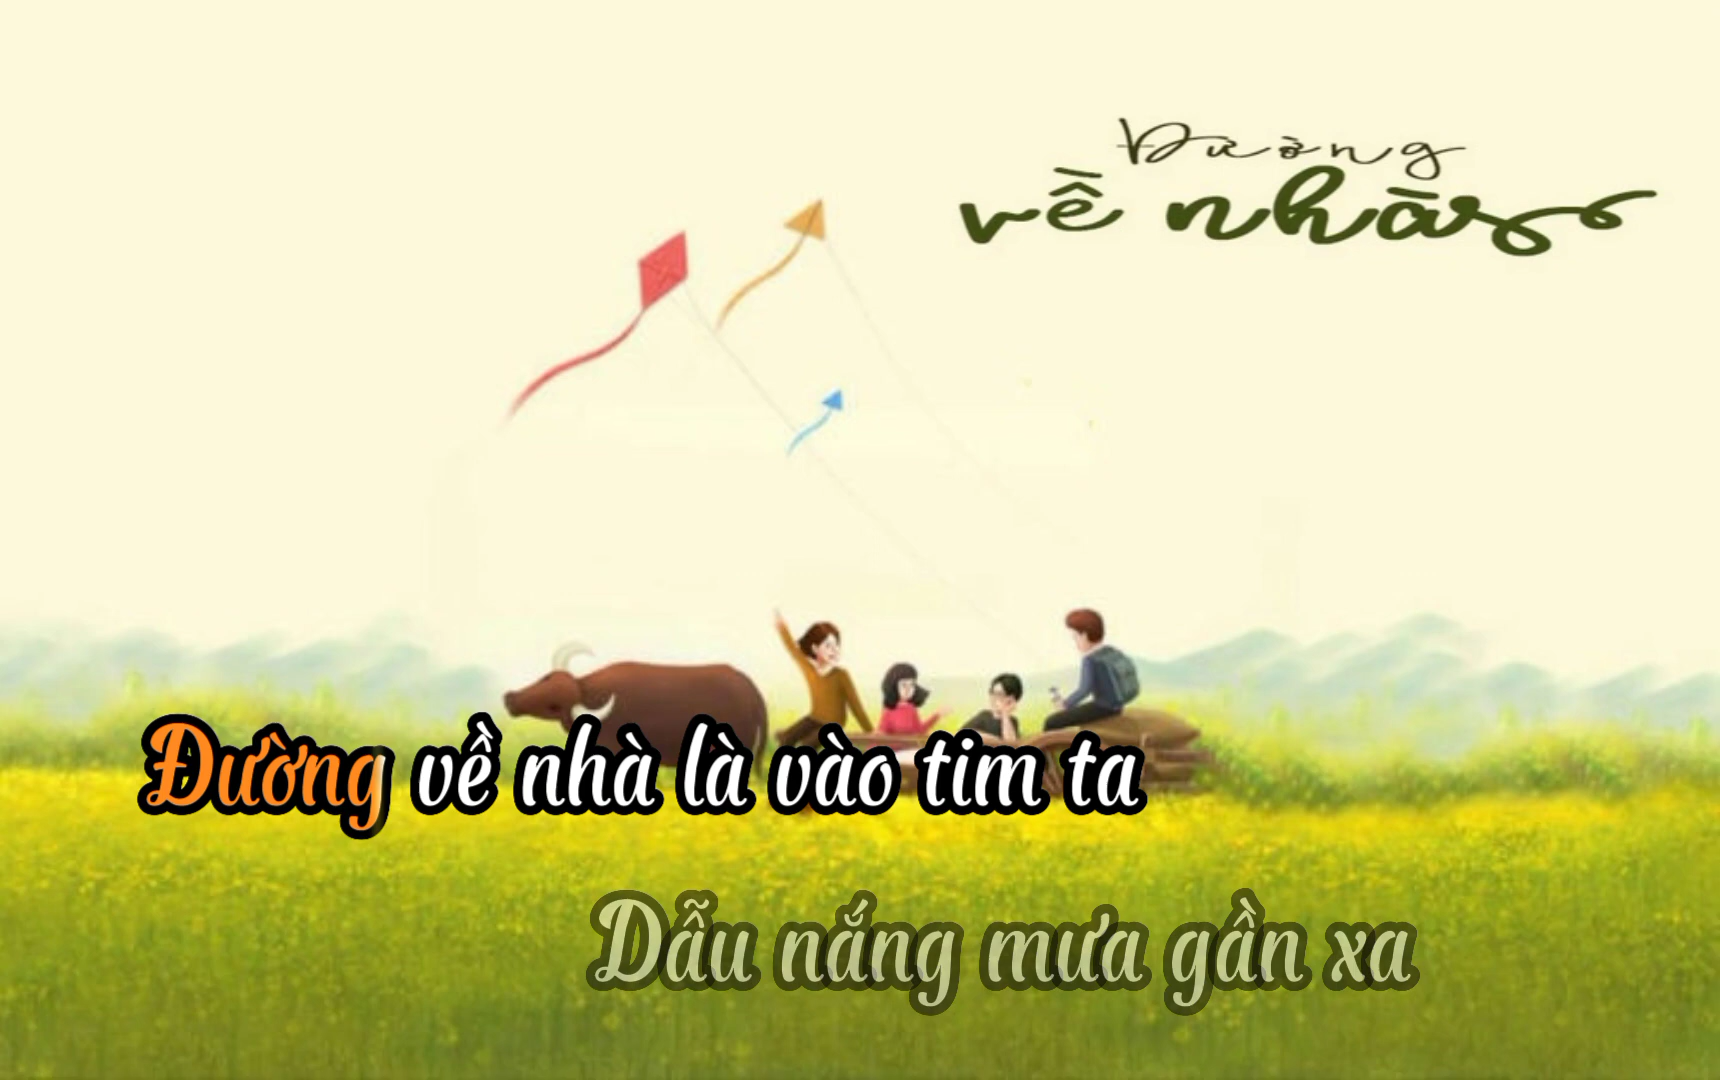 Đường
về nhà
Đường về nhà là vào tim ta
Dẫu nắng mưa gần xa